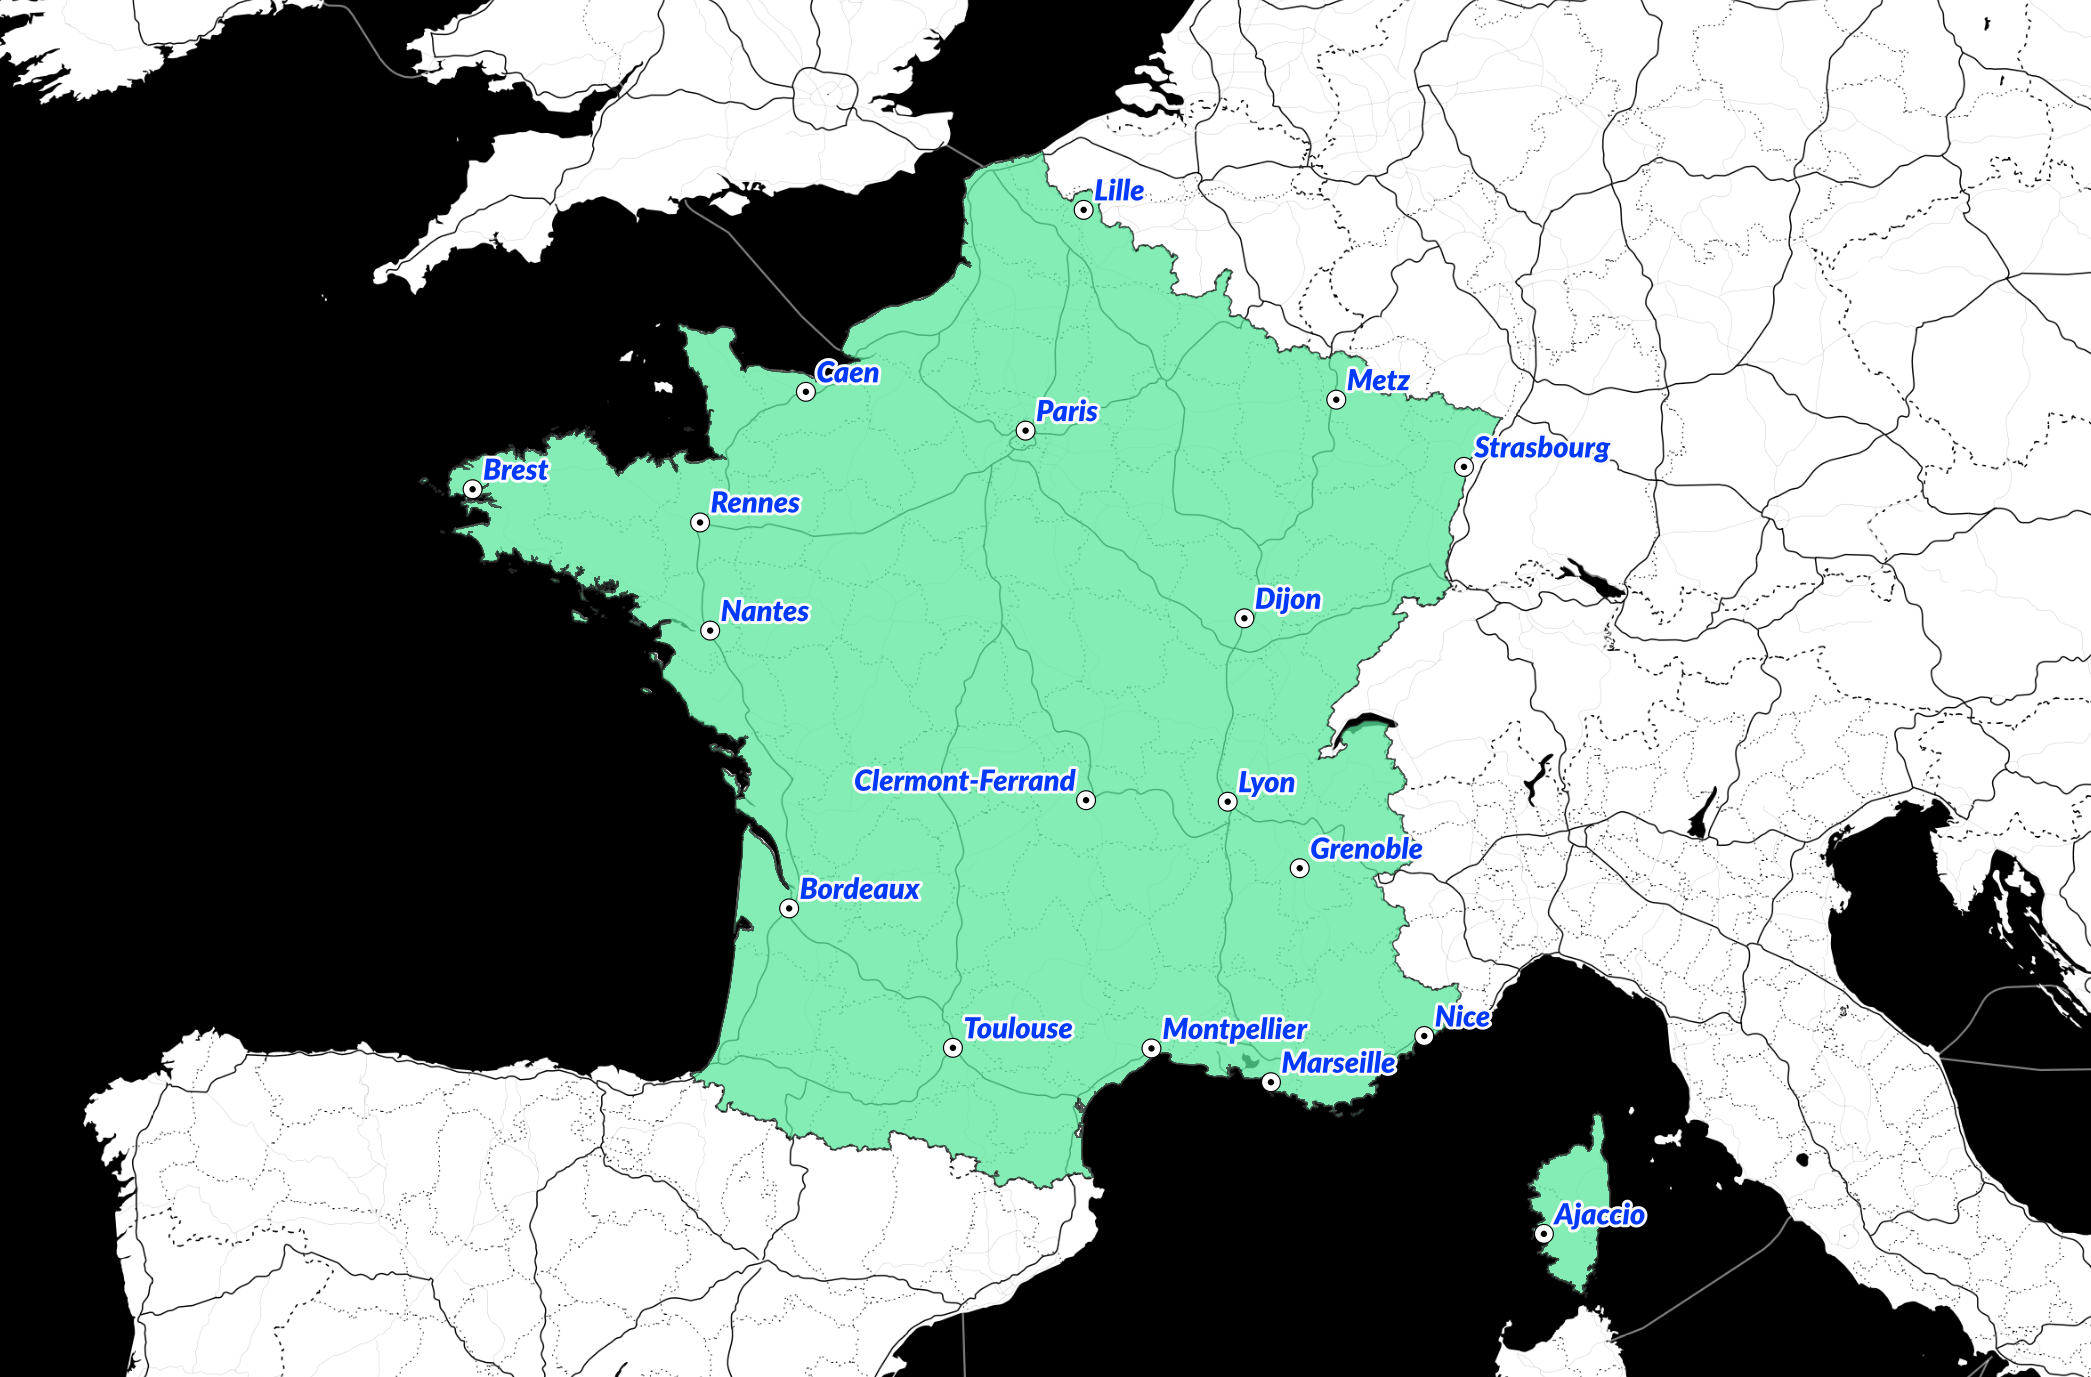 Lille
Caen
Metz
Paris
Strasbourg
Brest
Rennes
Dijon
Nantes
Clermont-Ferrand
Lyon
Grenoble
Bordeaux
Nice
Toulouse
Montpellier
Marseille
Ajaccio